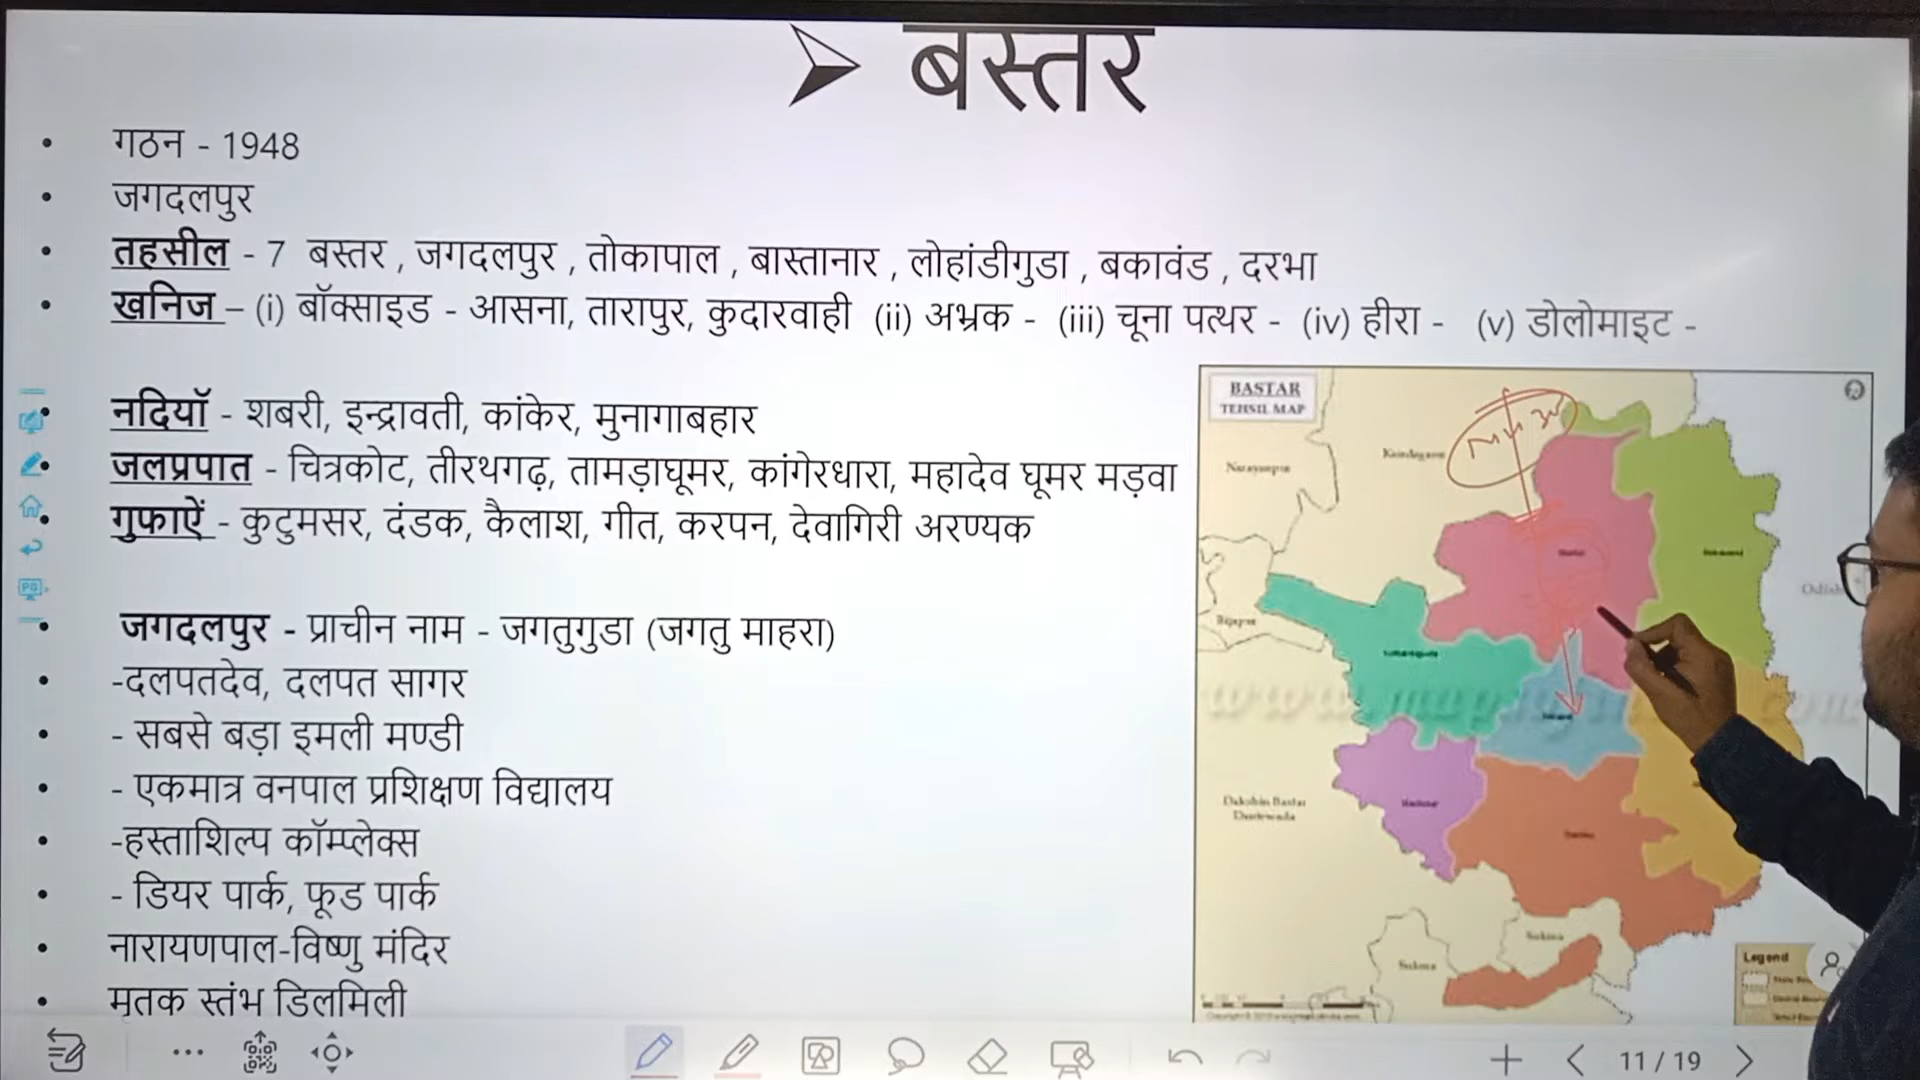 बस्तर
गठन - 1948
जगदलपुर
तहसील - 7 बस्तर , जगदलपुर , तोकापाल , बास्तानार , लोहांडीगुडा , बकावंड , दरभा
खनिज – (i) बॉक्साइड - आसना, तारापुर, कुदारवाही (ii) अभ्रक - (iii) चूना पत्थर - (iv) हीरा - (v) डोलोमाइट -
नदियॉ - शबरी, इन्द्रावती, कांकेर, मुनागाबहार
जलप्रपात - चित्रकोट, तीरथगढ़, तामड़ाघूमर, कांगेरधारा, महादेव घूमर मड़वा
गुफाऐं - कुटुमसर, दंडक, कैलाश, गीत, करपन, देवागिरी अरण्यक
जगदलपुर - प्राचीन नाम - जगतुगुडा (जगतु माहरा)
-दलपतदेव, दलपत सागर
- सबसे बड़ा इमली मण्डी
- एकमात्र वनपाल प्रशिक्षण विद्यालय
-हस्ताशिल्प कॉम्प्लेक्स
- डियर पार्क, फूड पार्क
नारायणपाल-विष्णु मंदिर
मृतक स्तंभ डिलमिली
BASTAR
TEHSIL MAP
Narayanpur
Kondagaon
Bijapur
Dakshin Bastar
Dantewada
Sukma
Sukma
Legend
11 / 19